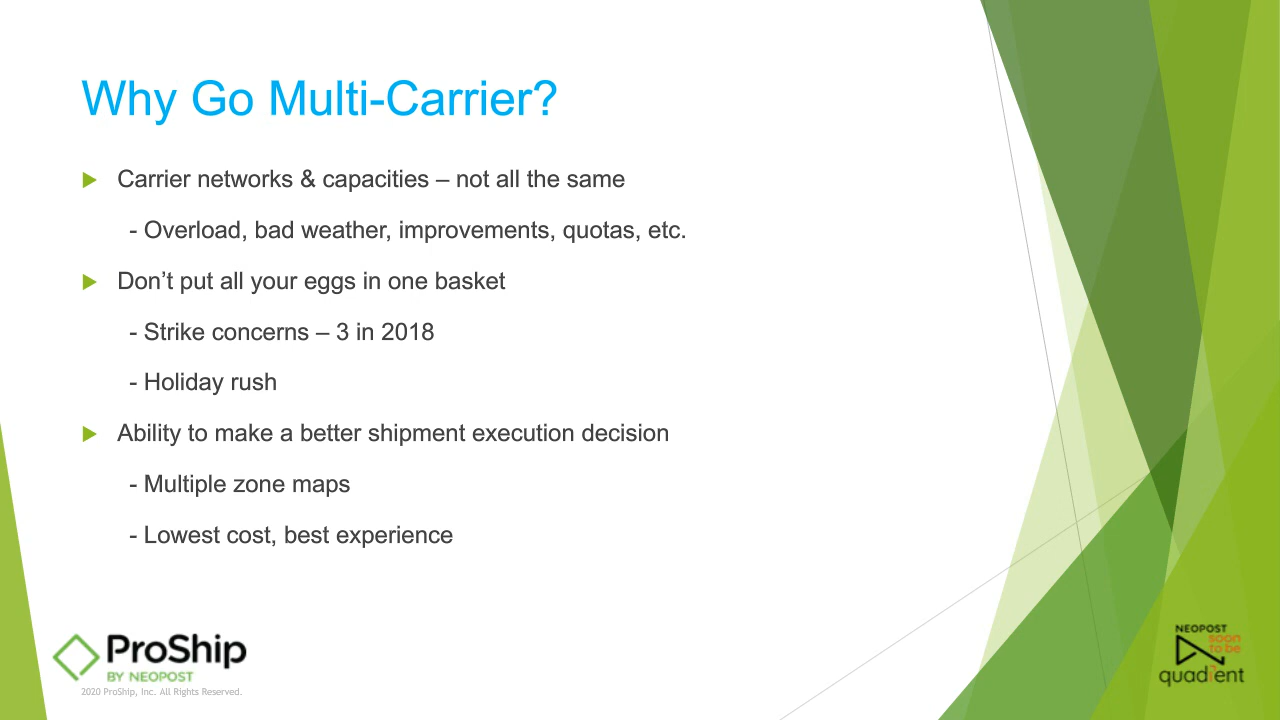 Why Go Multi-Carrier?
Carrier networks & capacities – not all the same
- Overload, bad weather, improvements, quotas, etc.
Don’t put all your eggs in one basket
- Strike concerns – 3 in 2018
- Holiday rush
Ability to make a better shipment execution decision
- Multiple zone maps
- Lowest cost, best experience
ProShip
BY NEOPOST
2020 ProShip, Inc. All Rights Reserved.
NEOPOST
soon
to be
quadient